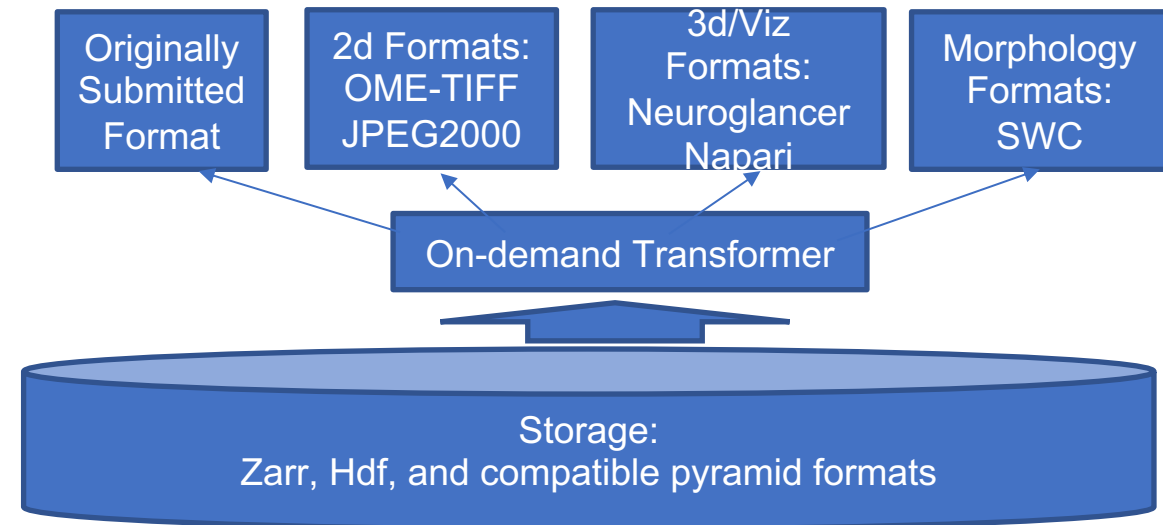 Originally
Submitted
Format
2d Formats:
OME-TIFF
JPEG2000
3d/Viz
Formats:
Neuroglancer
Napari
Morphology
Formats:
SWC
On-demand Transformer
Storage:
Zarr, Hdf, and compatible pyramid formats